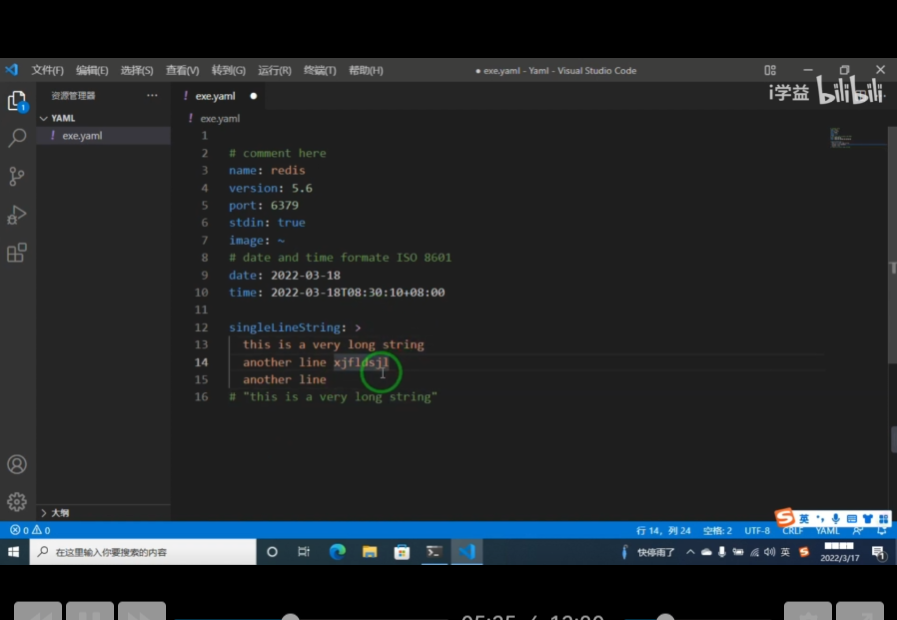 文件(F) 编辑(E) 选择(S) 查看(V) 转到(G) 运行(R) 终端(T) 帮助(H) ● exe.yaml - Yaml - Visual Studio Code
i学益 bilibili
资源管理器 ··· ! exe.yaml ●
YAML
! exe.yaml
! exe.yaml
1
1
2 # comment here
3 name: redis
4 version: 5.6
5 port: 6379
6 stdin: true
7 image: ~
8 # date and time formate ISO 8601
9 date: 2022-03-18
10 time: 2022-03-18T08:30:10+08:00
11
12 singleLineString: >
13 this is a very long string
14 another line xjfldsjl
15 another line
16 # "this is a very long string"
大纲
英
0 0 行 14，列 24 空格: 2 UTF-8 CRLF YAML
在这里输入你要搜索的内容
快停雨了 英
2022/3/17
1